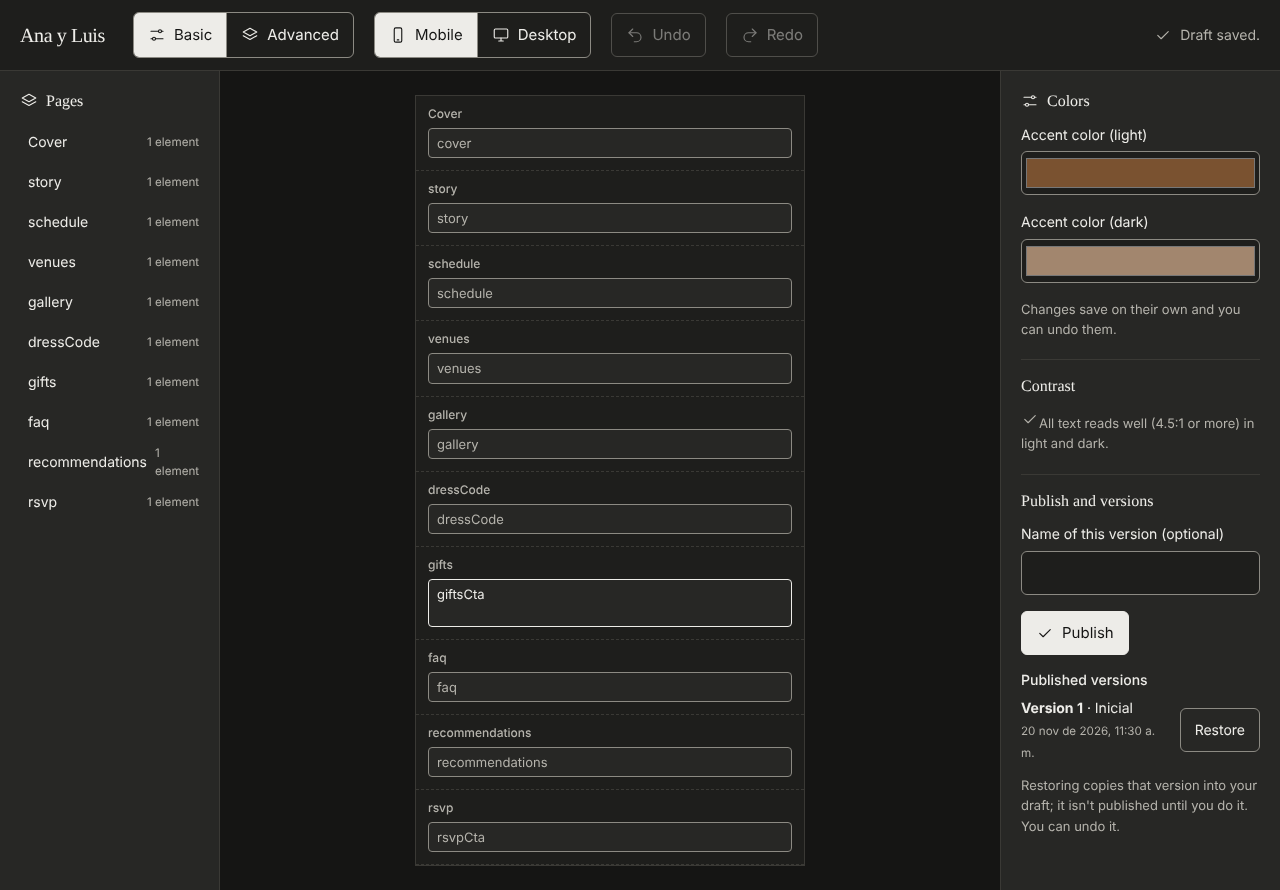 Ana y Luis
Basic
Advanced
Mobile
Desktop
Undo
Redo
Draft saved.
Pages
Cover 1 element
story 1 element
schedule 1 element
venues 1 element
gallery 1 element
dressCode 1 element
gifts 1 element
faq 1 element
recommendations 1 element
rsvp 1 element
Cover
cover
story
story
schedule
schedule
venues
venues
gallery
gallery
dressCode
dressCode
gifts
giftsCta
faq
faq
recommendations
recommendations
rsvp
rsvpCta
Colors
Accent color (light)
Accent color (dark)
Changes save on their own and you
can undo them.
Contrast
All text reads well (4.5:1 or more) in
light and dark.
Publish and versions
Name of this version (optional)
Publish
Published versions
Version 1 · Inicial
20 nov de 2026, 11:30 a.
m.
Restore
Restoring copies that version into your
draft; it isn't published until you do it.
You can undo it.